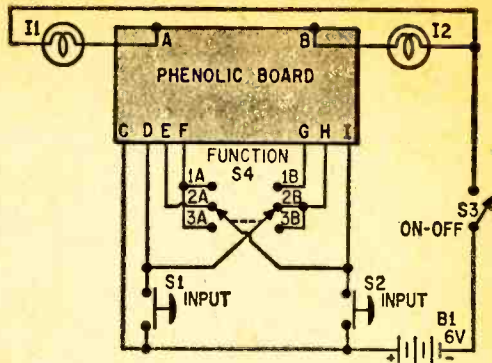 I1
I2
A
B
PHENOLIC BOARD
C D E F G H I
FUNCTION
S4
1A 1B
2A 2B
3A 3B
S3
ON-OFF
S1
INPUT
S2
INPUT
B1
6V
+ -